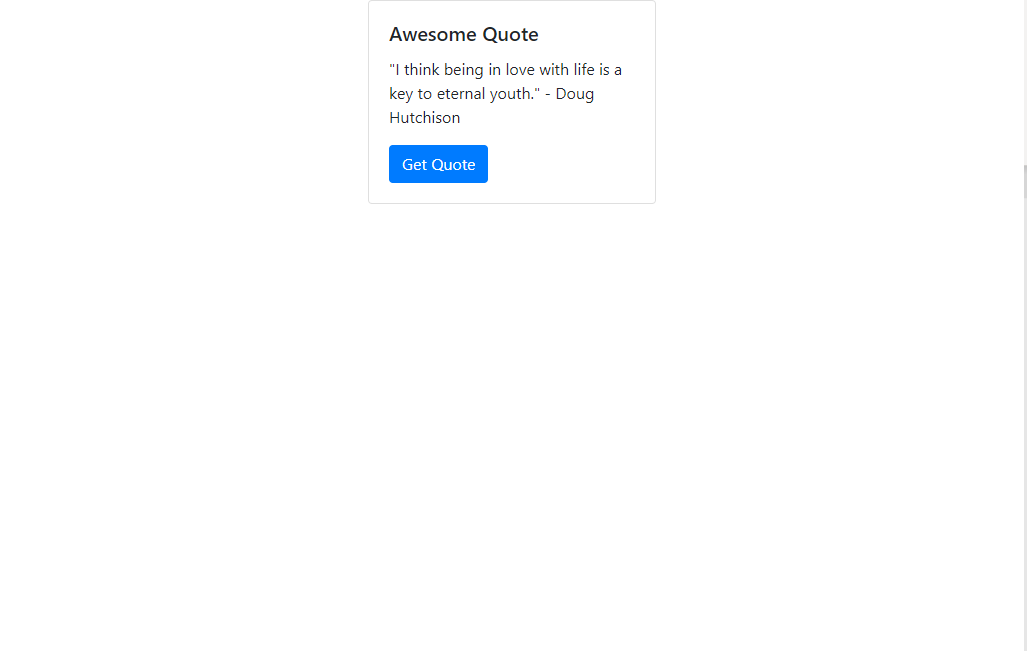 Awesome Quote
"I think being in love with life is a
key to eternal youth." - Doug
Hutchison
Get Quote